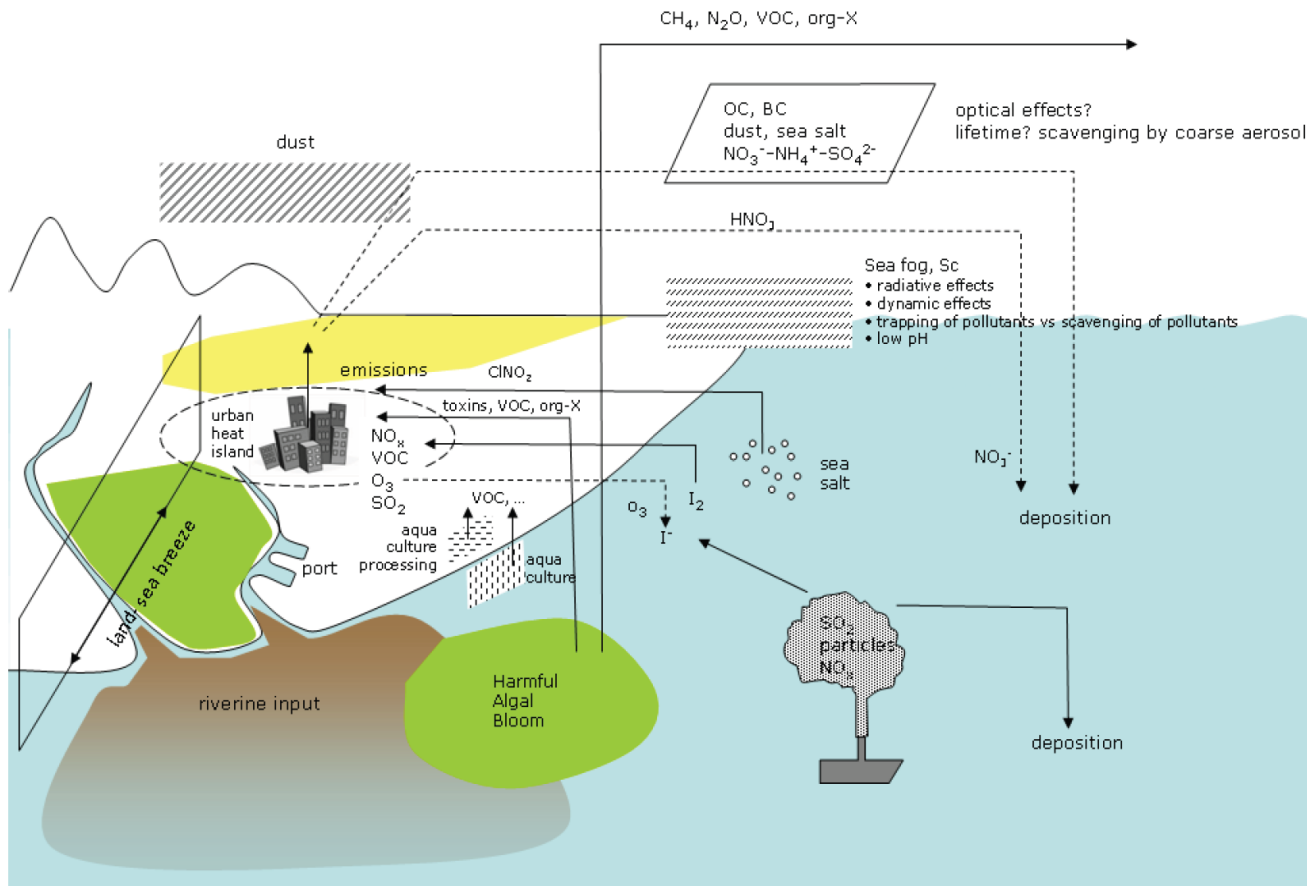 CH₄, N₂O, VOC, org-X
OC, BC
dust, sea salt
NO₃⁻-NH₄⁺-SO₄²⁻
optical effects?
lifetime? scavenging by coarse aerosol
dust
HNO₃
Sea fog, Sc
• radiative effects
• dynamic effects
• trapping of pollutants vs scavenging of pollutants
• low pH
emissions
ClNO₂
toxins, VOC, org-X
urban
heat
island
NOₓ
VOC
O₃
SO₂
sea
salt
NO₃⁻
deposition
VOC, ...
O₃
I₂
I⁻
aqua
culture
processing
aqua
culture
port
land-sea breeze
SO₂
particles
NOₓ
riverine input
Harmful
Algal
Bloom
deposition